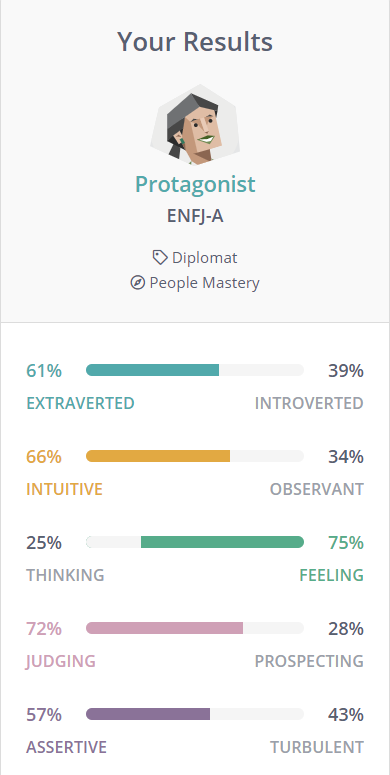 Your Results
Protagonist
ENFJ-A
Diplomat
People Mastery
61% 39%
EXTRAVERTED INTROVERTED
66% 34%
INTUITIVE OBSERVANT
25% 75%
THINKING FEELING
72% 28%
JUDGING PROSPECTING
57% 43%
ASSERTIVE TURBULENT